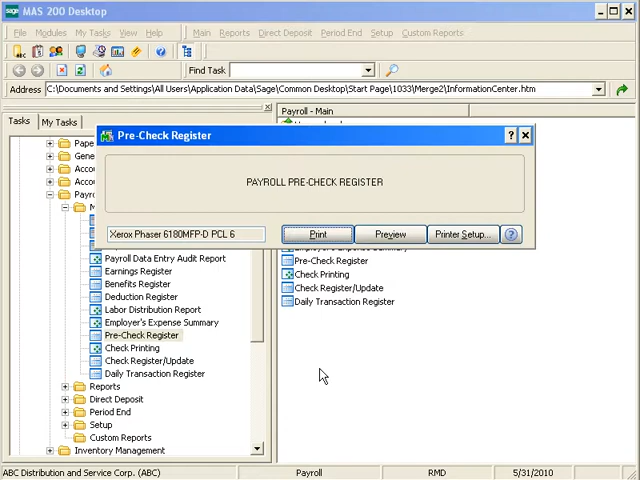 sage MAS 200 Desktop
File Modules My Tasks View Help Main Reports Direct Deposit Period End Setup Custom Reports
Find Task
Address C:\Documents and Settings\All Users\Application Data\Sage\Common Desktop\Start Page\1033\Merge2\InformationCenter.htm
Tasks My Tasks
Payroll - Main
Pre-Check Register
PAYROLL PRE-CHECK REGISTER
Xerox Phaser 6180MFP-D PCL 6
Print Preview Printer Setup...
Payroll Data Entry Audit Report
Earnings Register
Benefits Register
Deduction Register
Labor Distribution Report
Employer's Expense Summary
Pre-Check Register
Check Printing
Check Register/Update
Daily Transaction Register
Reports
Direct Deposit
Period End
Setup
Custom Reports
Inventory Management
Pre-Check Register
Check Printing
Check Register/Update
Daily Transaction Register
ABC Distribution and Service Corp. (ABC) Payroll RMD 5/31/2010